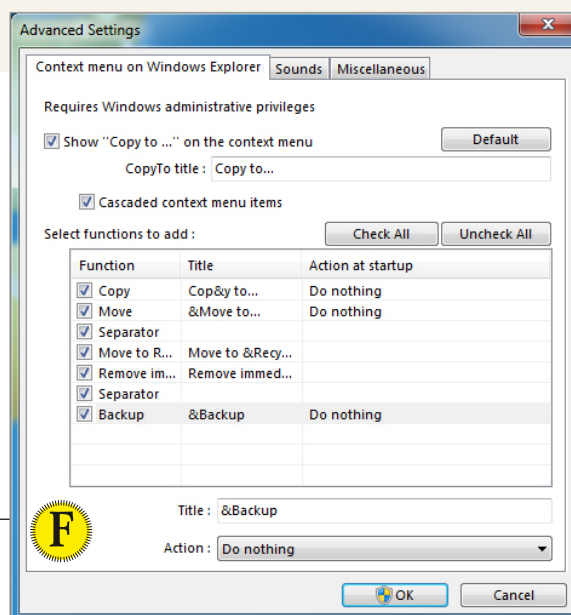 Advanced Settings
Context menu on Windows Explorer Sounds Miscellaneous
Requires Windows administrative privileges
Show "Copy to ..." on the context menu Default
CopyTo title : Copy to...
Cascaded context menu items
Select functions to add : Check All Uncheck All
Function Title Action at startup
Copy Cop&y to... Do nothing
Move &Move to... Do nothing
Separator
Move to R... Move to &Recy...
Remove im... Remove immed...
Separator
Backup &Backup Do nothing
Title : &Backup
F
Action : Do nothing
OK Cancel